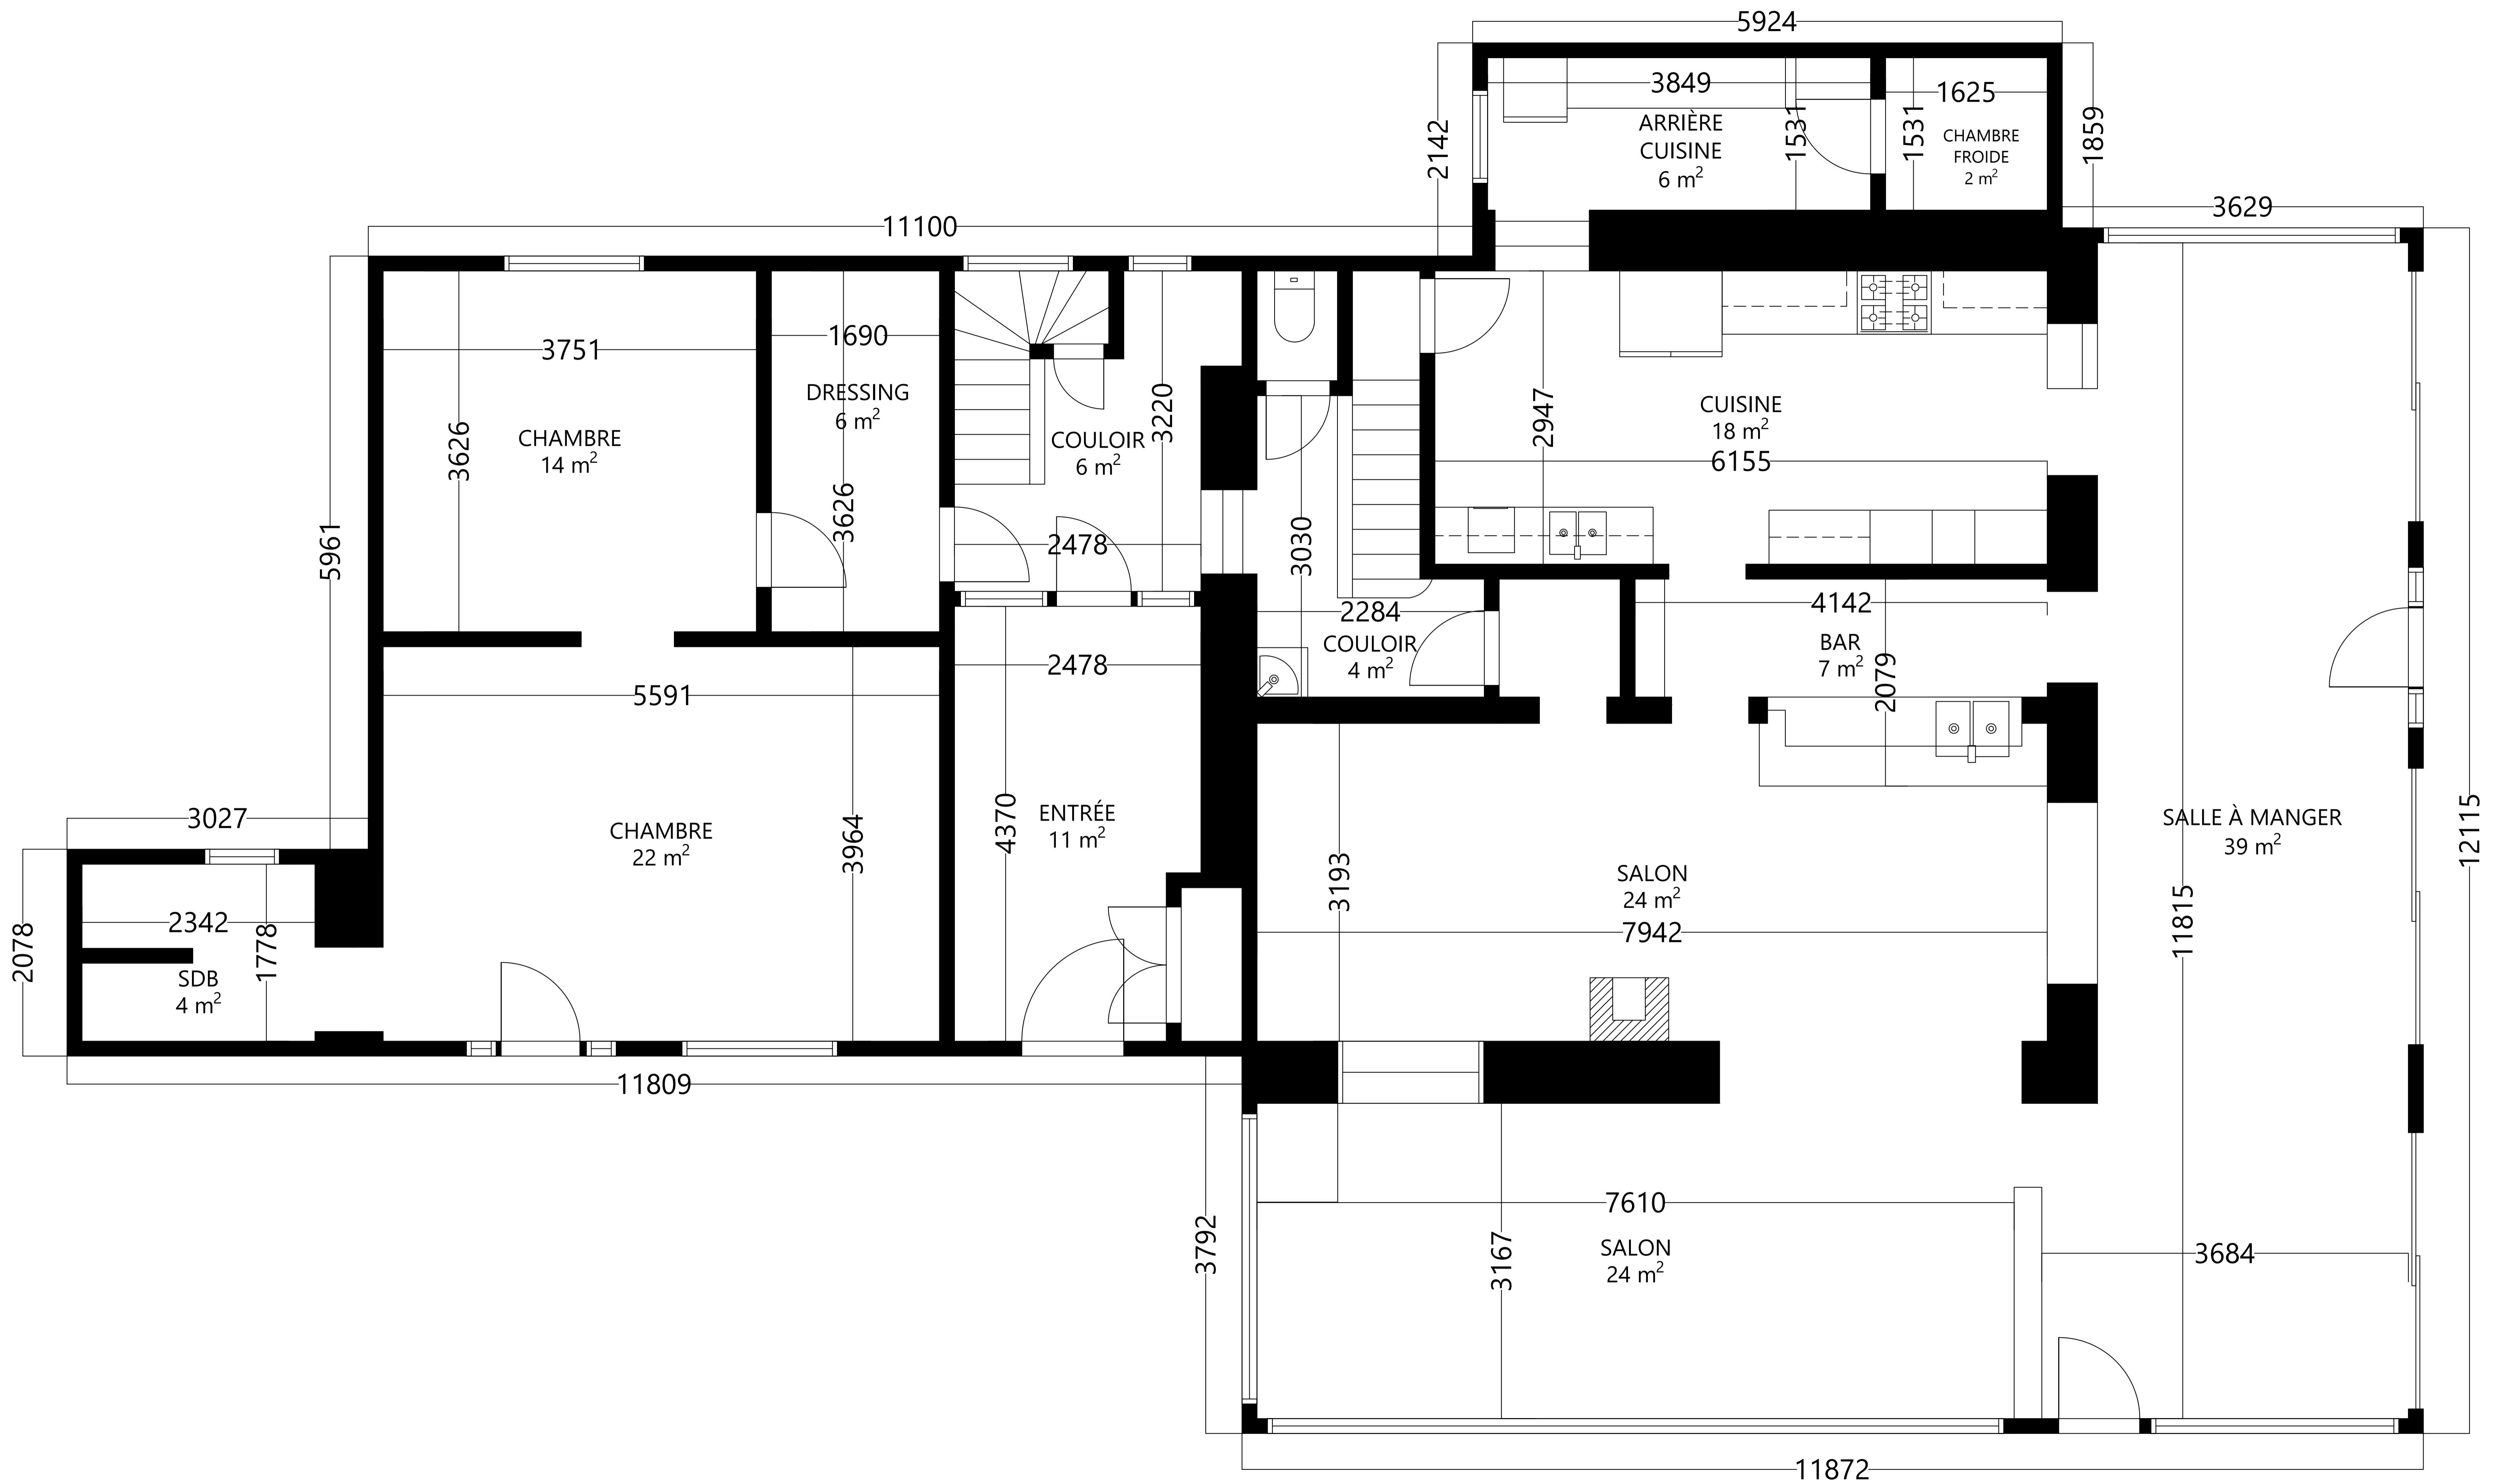 5924
3849
1625
ARRIÈRE
CUISINE
6 m²
1531
1531
CHAMBRE
FROIDE
2 m²
2142
1859
3629
11100
3751
3626
CHAMBRE
14 m²
1690
DRESSING
6 m²
3626
COULOIR
6 m²
3220
2478
2947
CUISINE
18 m²
6155
3030
2284
COULOIR
4 m²
4142
BAR
7 m²
2079
5961
5591
CHAMBRE
22 m²
3964
2478
ENTRÉE
11 m²
4370
3027
2342
1778
SDB
4 m²
2078
11809
3193
SALON
24 m²
7942
SALLE À MANGER
39 m²
11815
12115
3792
7610
SALON
24 m²
3167
3684
11872